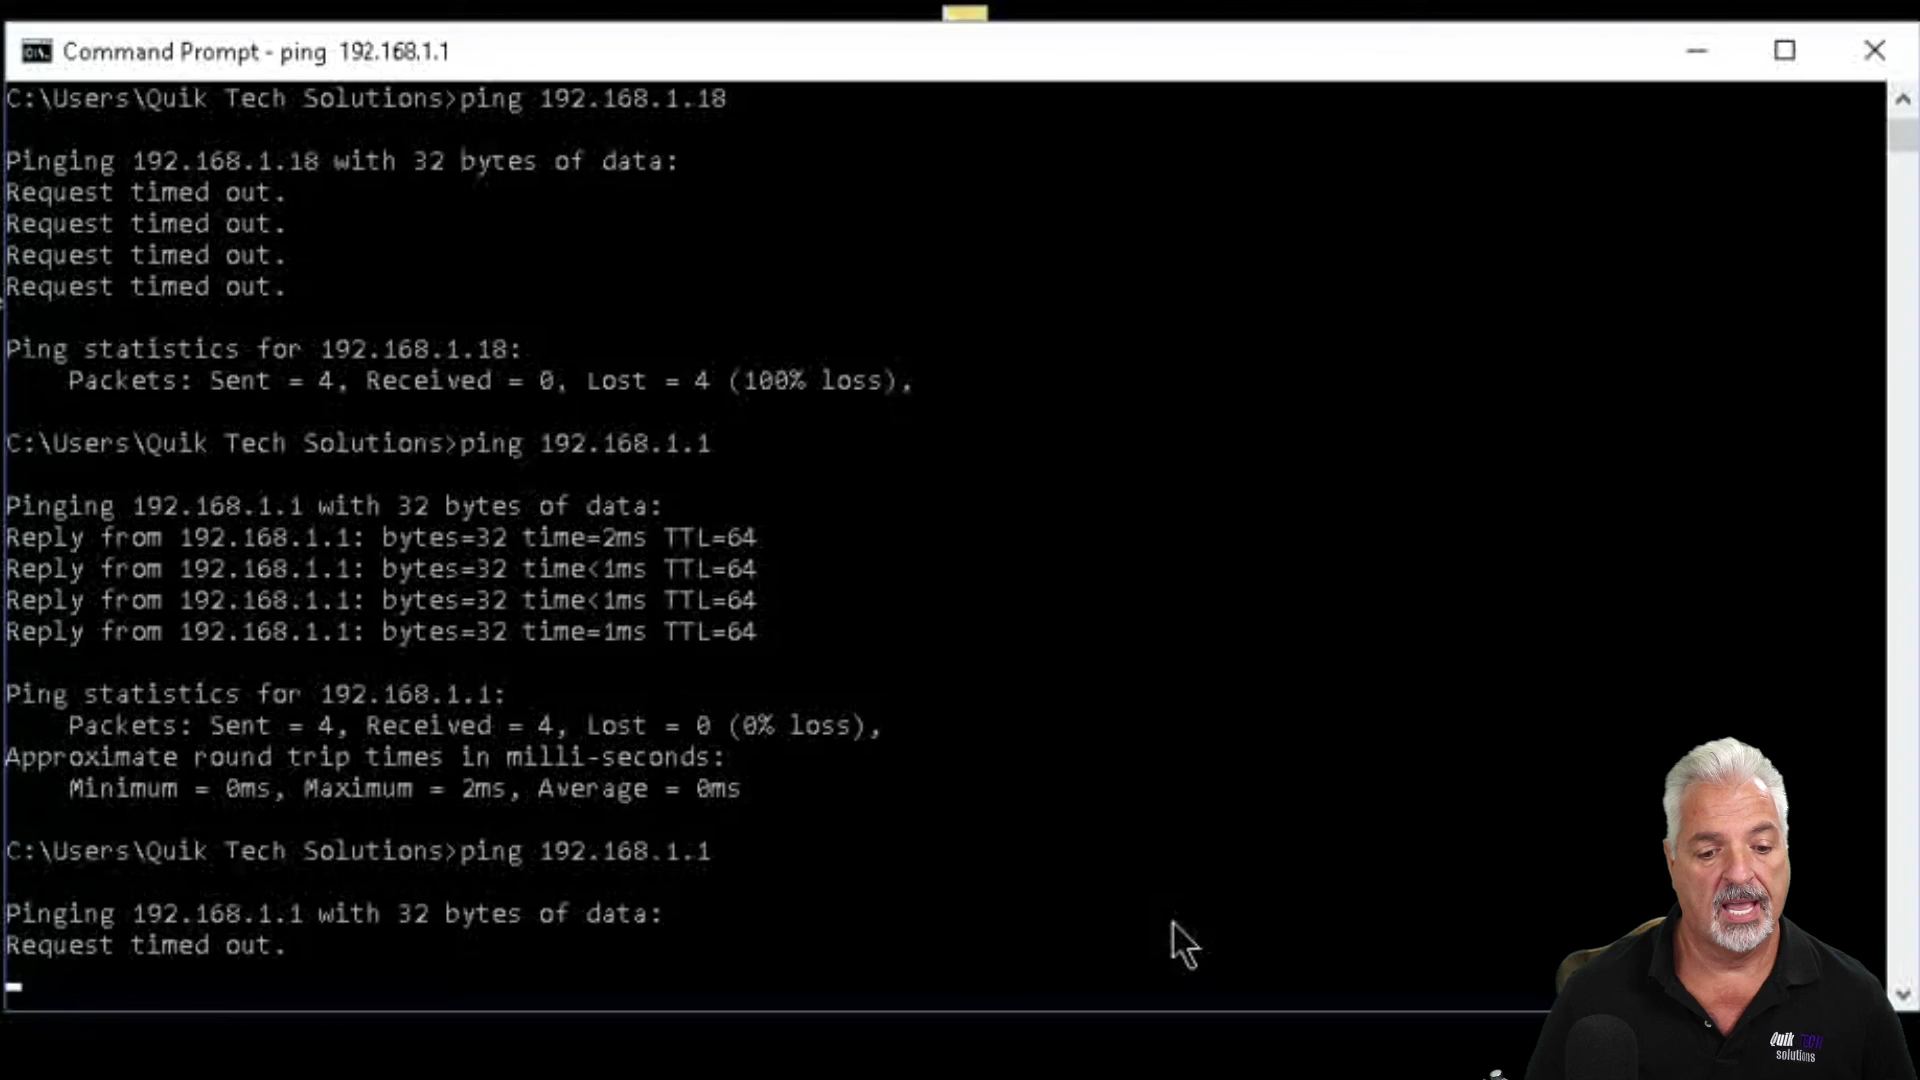 Command Prompt - ping 192.168.1.1
C:\Users\Quik Tech Solutions>ping 192.168.1.18
Pinging 192.168.1.18 with 32 bytes of data:
Request timed out.
Request timed out.
Request timed out.
Request timed out.
Ping statistics for 192.168.1.18:
Packets: Sent = 4, Received = 0, Lost = 4 (100% loss),
C:\Users\Quik Tech Solutions>ping 192.168.1.1
Pinging 192.168.1.1 with 32 bytes of data:
Reply from 192.168.1.1: bytes=32 time=2ms TTL=64
Reply from 192.168.1.1: bytes=32 time<1ms TTL=64
Reply from 192.168.1.1: bytes=32 time<1ms TTL=64
Reply from 192.168.1.1: bytes=32 time=1ms TTL=64
Ping statistics for 192.168.1.1:
Packets: Sent = 4, Received = 4, Lost = 0 (0% loss),
Approximate round trip times in milli-seconds:
Minimum = 0ms, Maximum = 2ms, Average = 0ms
C:\Users\Quik Tech Solutions>ping 192.168.1.1
Pinging 192.168.1.1 with 32 bytes of data:
Request timed out.
Quik TECH
solutions